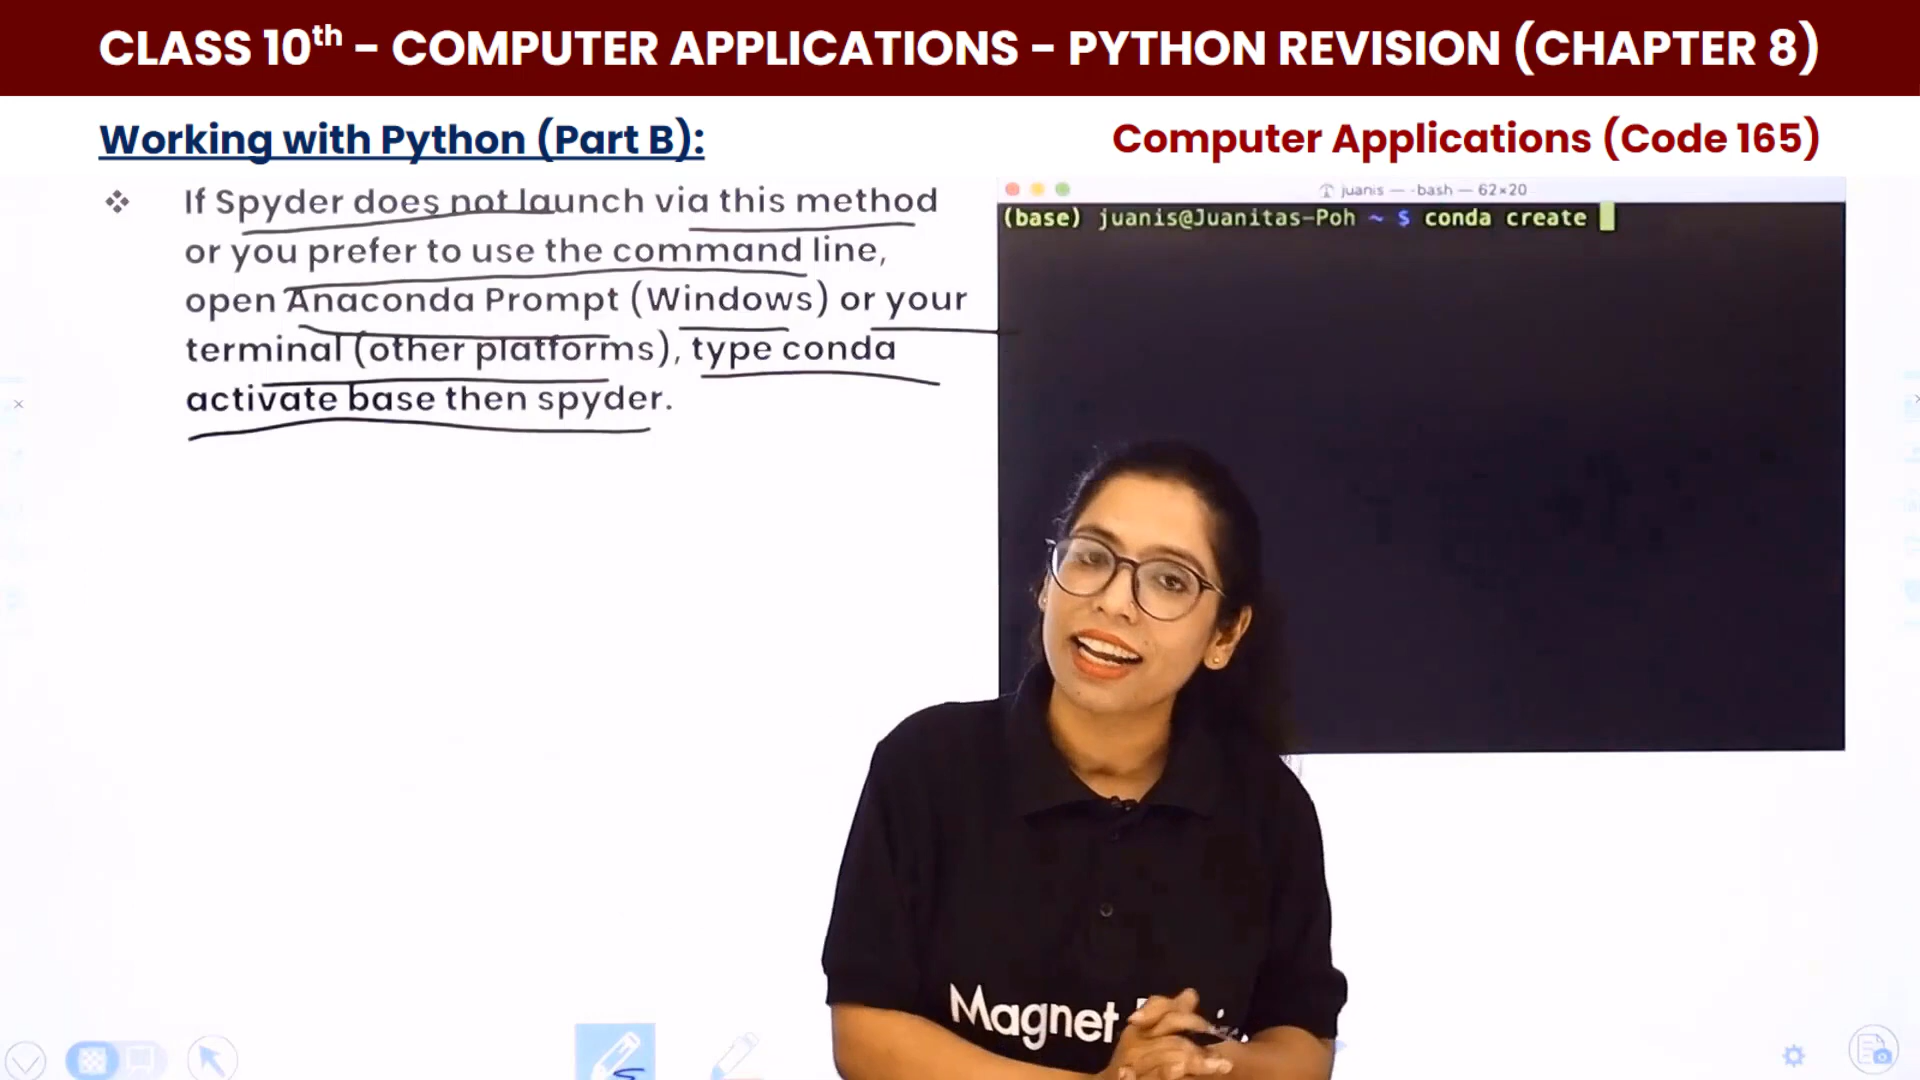 CLASS 10th – COMPUTER APPLICATIONS – PYTHON REVISION (CHAPTER 8)
Working with Python (Part B):
Computer Applications (Code 165)
If Spyder does not launch via this method
or you prefer to use the command line,
open Anaconda Prompt (Windows) or your
terminal (other platforms), type conda
activate base then spyder.
juanis — -bash — 62×20
(base) juanis@Juanitas-Poh ~ $ conda create
Magnet